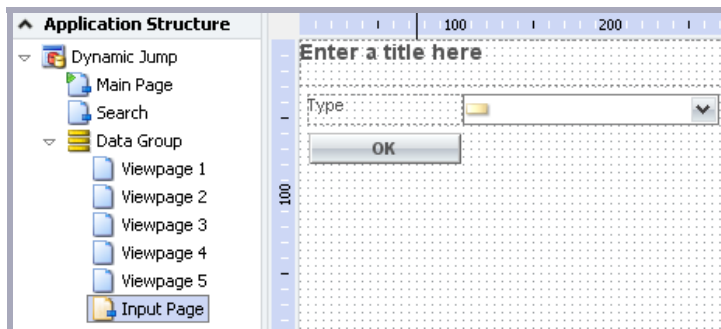 Application Structure
Dynamic Jump
Main Page
Search
Data Group
Viewpage 1
Viewpage 2
Viewpage 3
Viewpage 4
Viewpage 5
Input Page
100
200
100
Enter a title here
Type
OK